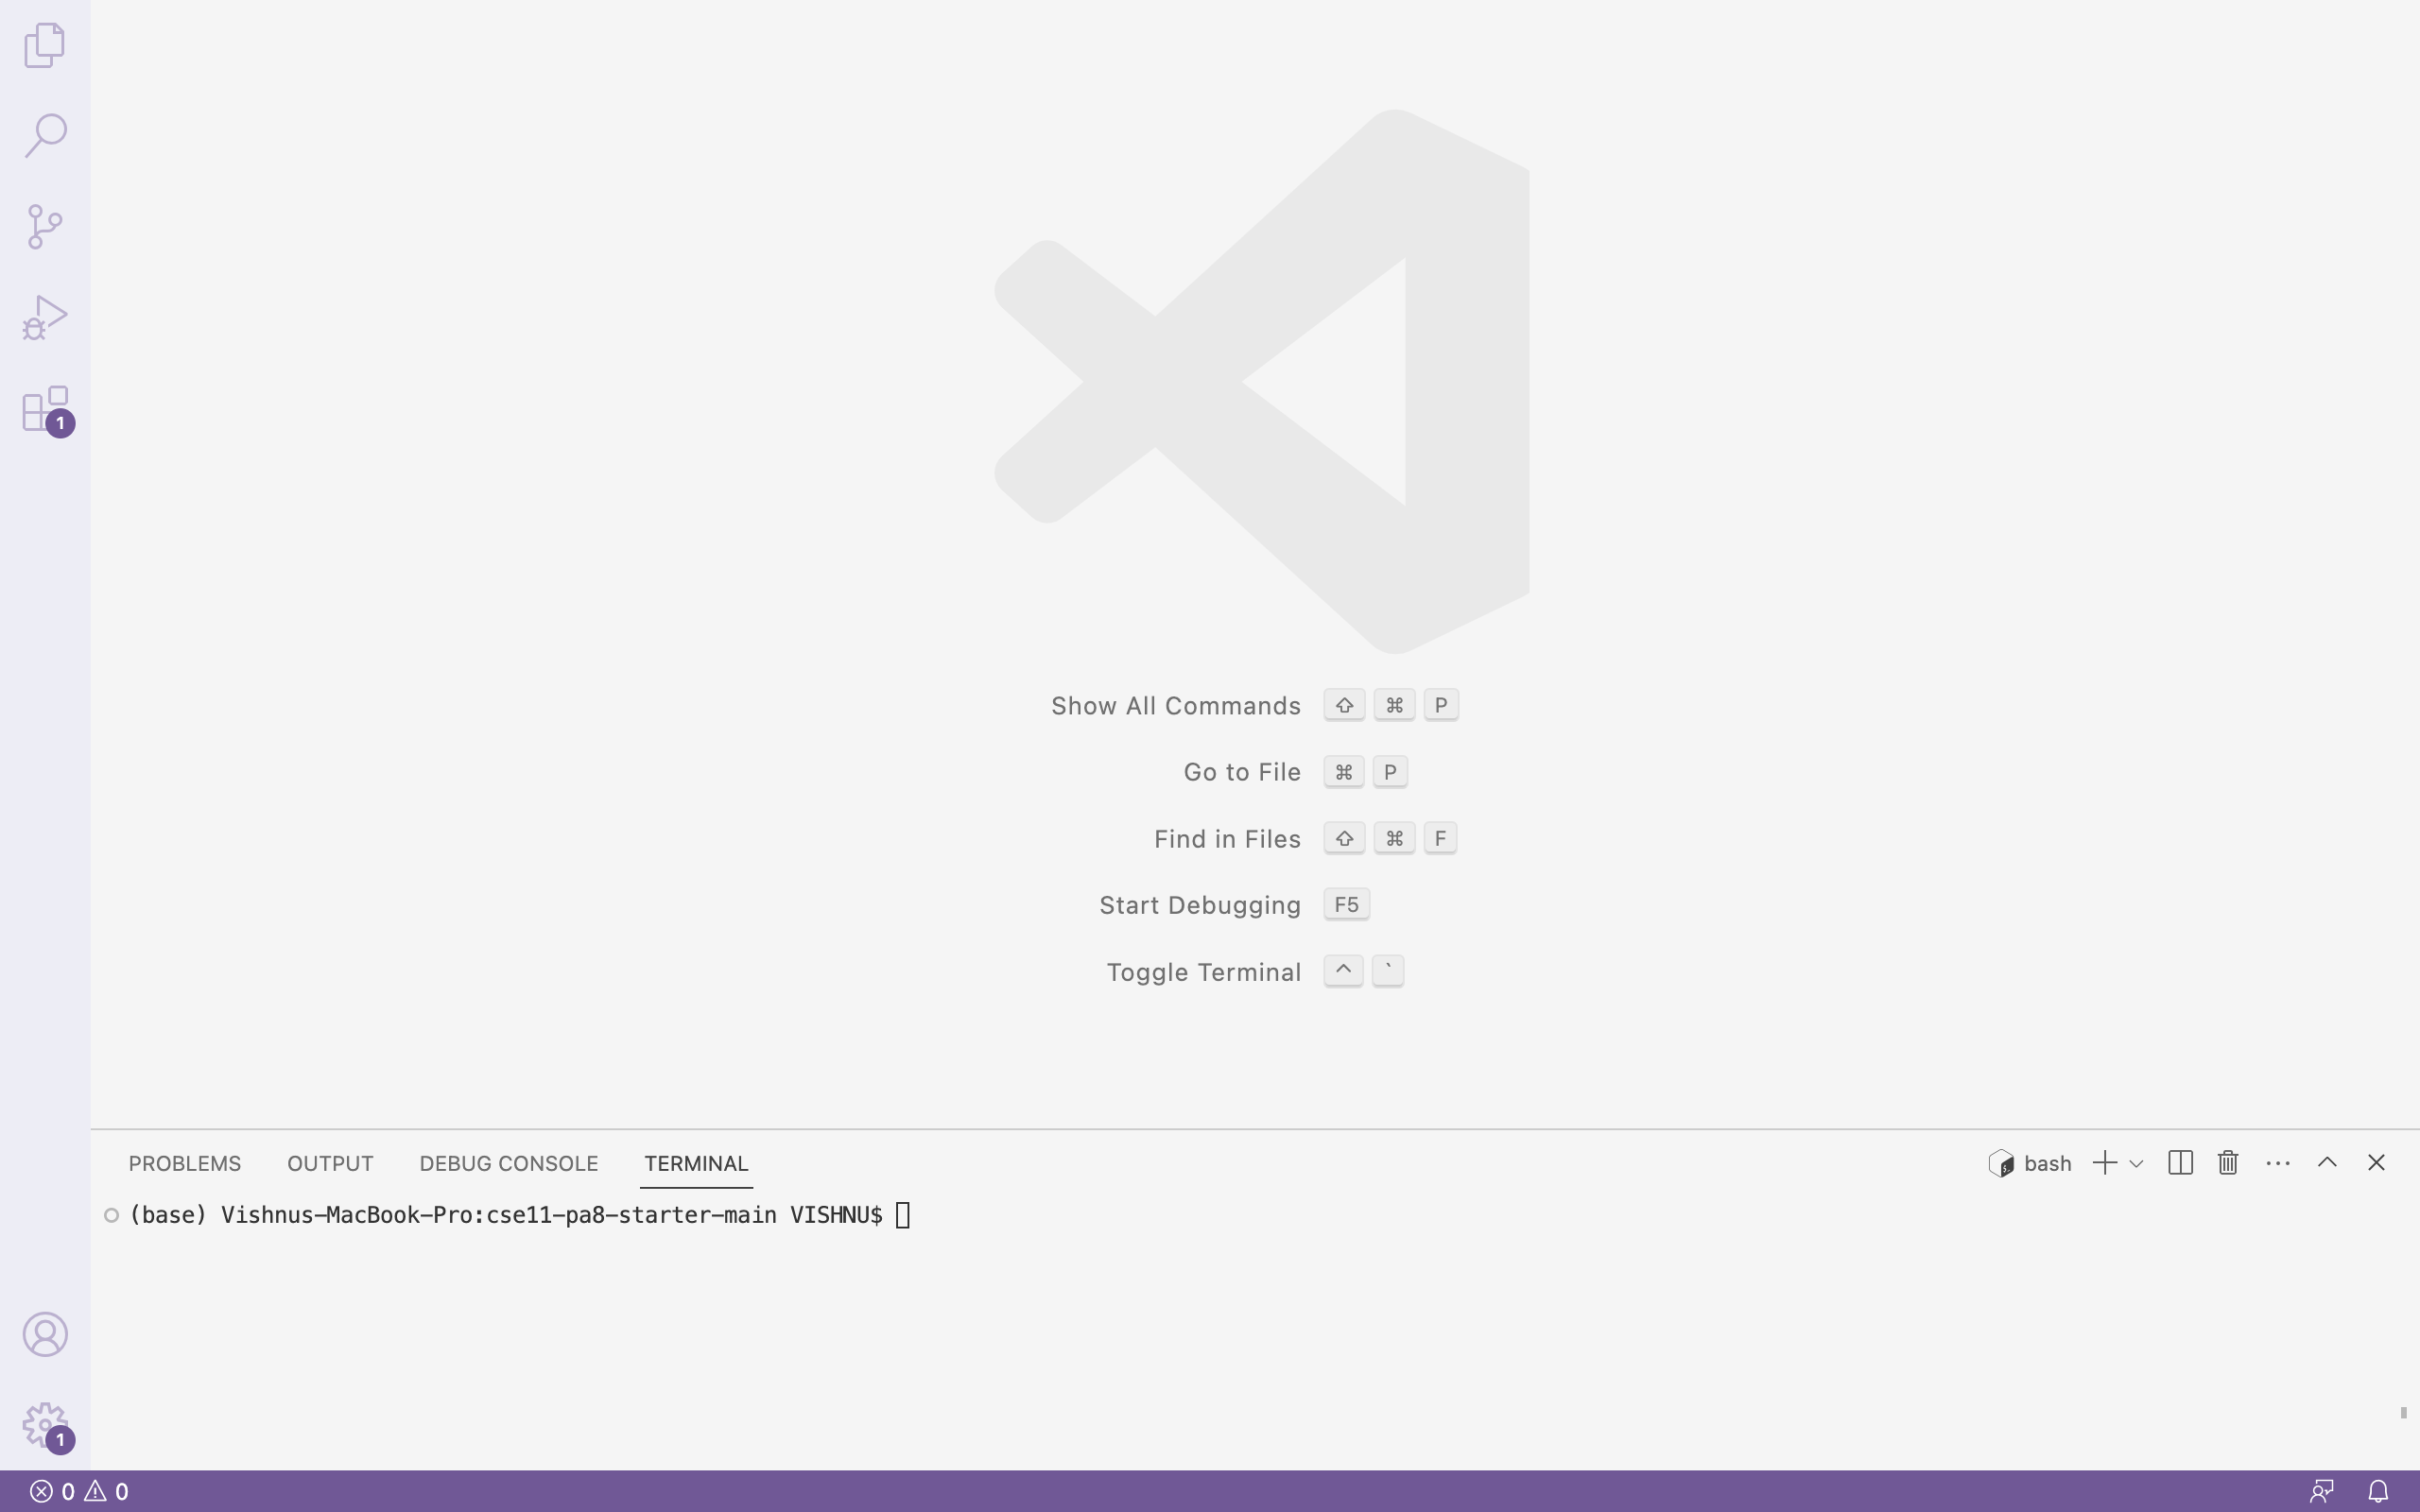 1
Show All Commands ⇧ ⌘ P
Go to File ⌘ P
Find in Files ⇧ ⌘ F
Start Debugging F5
Toggle Terminal ^ `
PROBLEMS OUTPUT DEBUG CONSOLE TERMINAL bash
(base) Vishnus-MacBook-Pro:cse11-pa8-starter-main VISHNU$
1
0 0